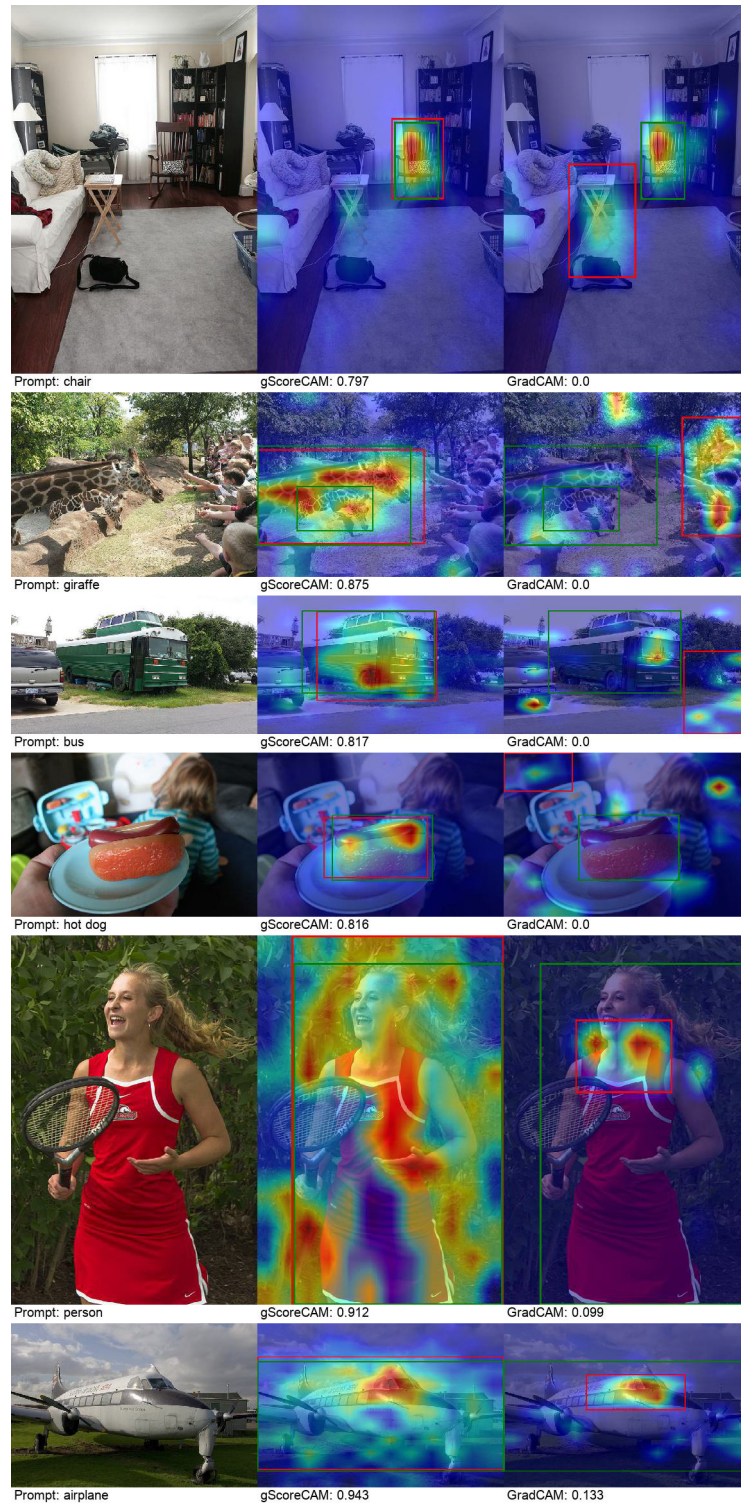 Prompt: chair gScoreCAM: 0.797 GradCAM: 0.0
Prompt: giraffe gScoreCAM: 0.875 GradCAM: 0.0
Prompt: bus gScoreCAM: 0.817 GradCAM: 0.0
Prompt: hot dog gScoreCAM: 0.816 GradCAM: 0.0
Prompt: person gScoreCAM: 0.912 GradCAM: 0.099
Prompt: airplane gScoreCAM: 0.943 GradCAM: 0.133